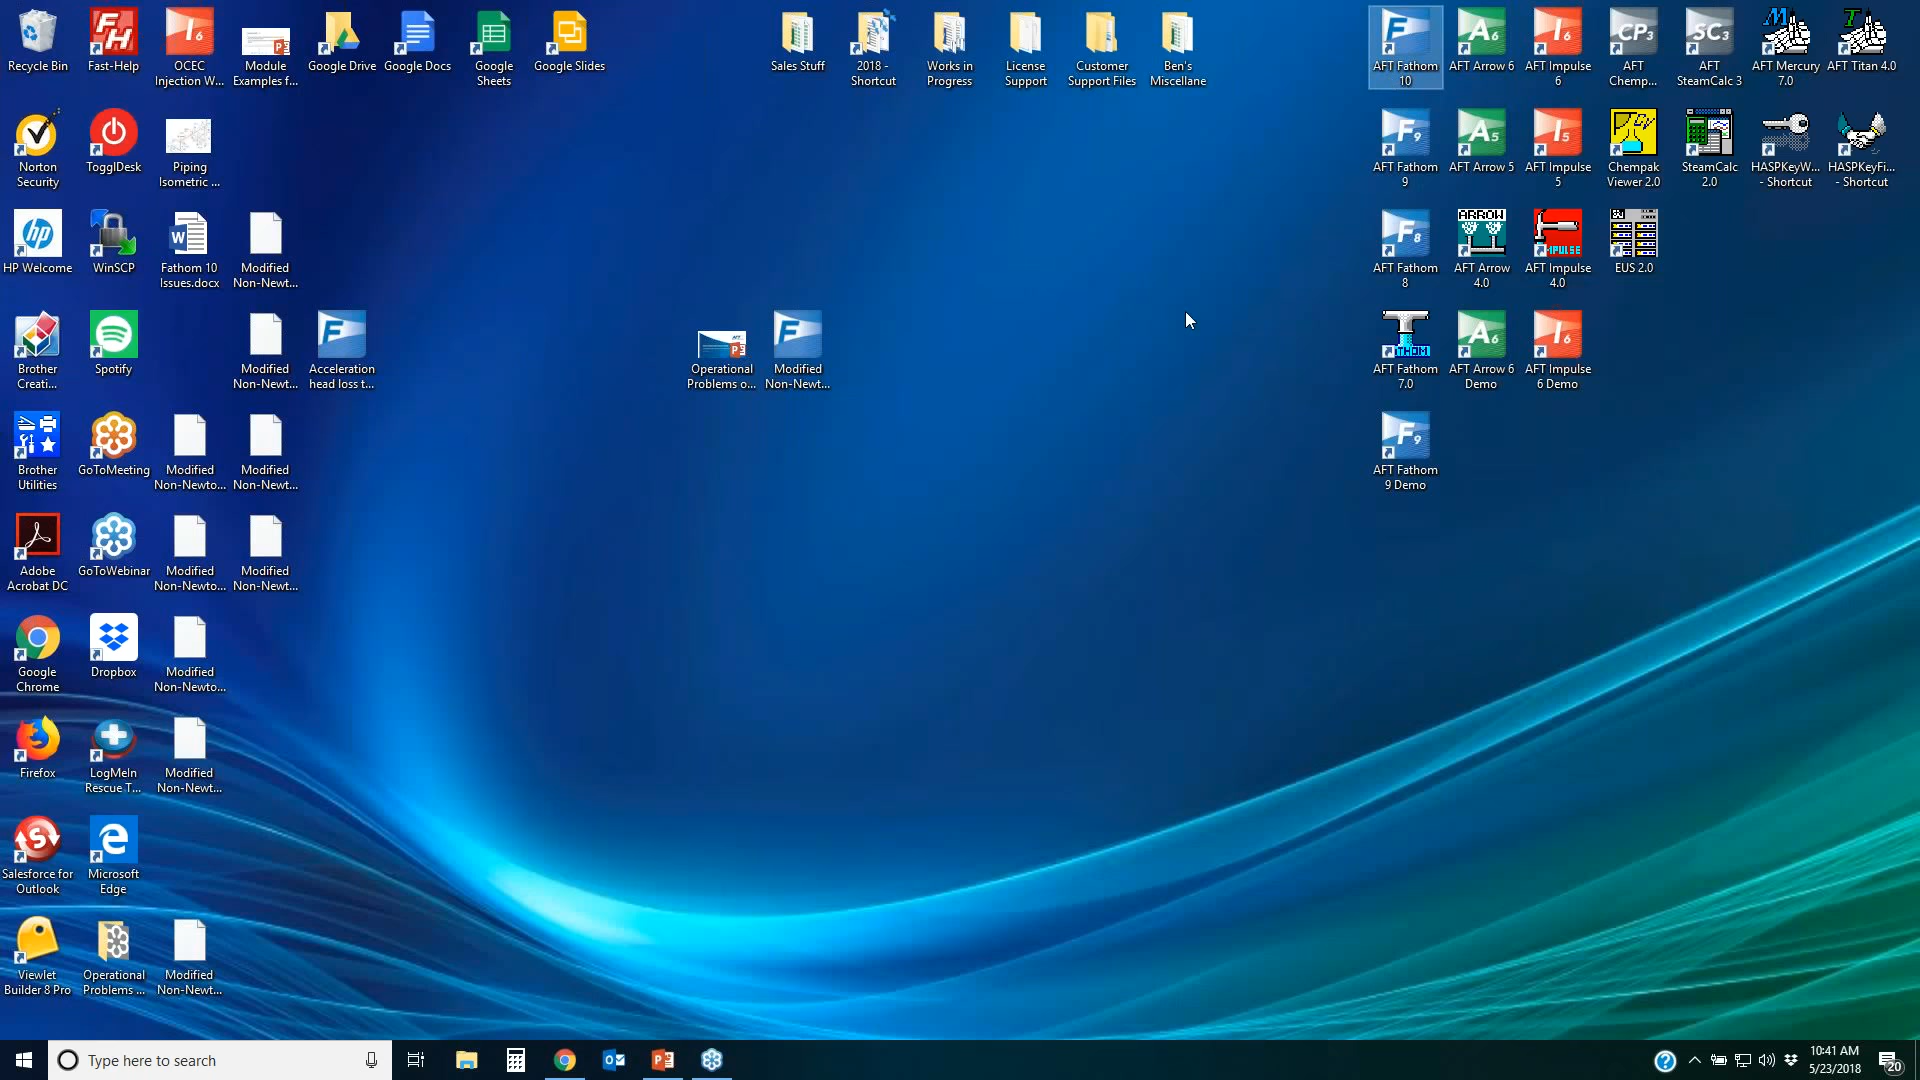 Recycle Bin
Fast-Help
OCEC
Injection W...
Module
Examples f...
Google Drive
Google Docs
Google
Sheets
Google Slides
Sales Stuff
2018 -
Shortcut
Works in
Progress
License
Support
Customer
Support Files
Ben's
Miscellane
AFT Fathom
10
AFT Arrow 6
AFT Impulse
6
AFT
Chemp...
AFT
SteamCalc 3
AFT Mercury
7.0
AFT Titan 4.0
Norton
Security
TogglDesk
Piping
Isometric ...
AFT Fathom
9
AFT Arrow 5
AFT Impulse
5
Chempak
Viewer 2.0
SteamCalc
2.0
HASPKeyW...
- Shortcut
HASPKeyFi...
- Shortcut
HP Welcome
WinSCP
Fathom 10
Issues.docx
Modified
Non-Newt...
AFT Fathom
8
ARROW
AFT Arrow
4.0
AFT Impulse
4.0
EUS 2.0
Brother
Creati...
Spotify
Modified
Non-Newt...
Acceleration
head loss t...
Operational
Problems o...
Modified
Non-Newt...
AFT Fathom
7.0
AFT Arrow 6
Demo
AFT Impulse
6 Demo
Brother
Utilities
GoToMeeting
Modified
Non-Newto...
Modified
Non-Newt...
AFT Fathom
9 Demo
Adobe
Acrobat DC
GoToWebinar
Modified
Non-Newto...
Modified
Non-Newt...
Google
Chrome
Dropbox
Modified
Non-Newto...
Firefox
LogMeIn
Rescue T...
Modified
Non-Newt...
Salesforce for
Outlook
Microsoft
Edge
Viewlet
Builder 8 Pro
Operational
Problems ...
Modified
Non-Newt...
Type here to search
10:41 AM
5/23/2018
20